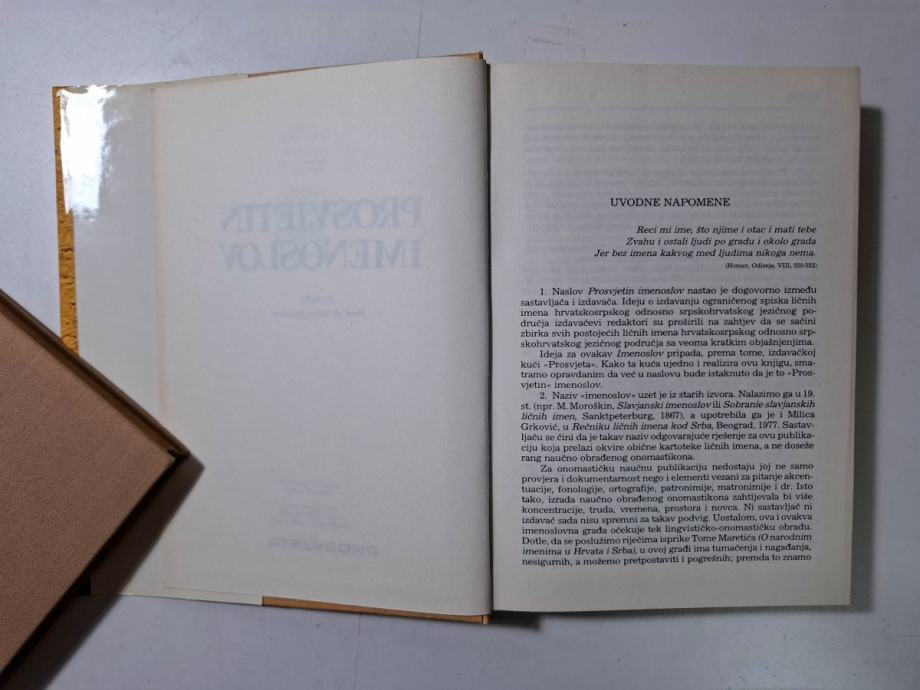 PROSVJETIN
IMENOSLOV
PROSVJETA
UVODNE NAPOMENE
Reci mi ime, što njime i otac i mati tebe
Zvahu i ostali ljudi po gradu i okolo grada
Jer bez imena kakvog med ljudima nikoga nema.
(Homer, Odiseja, VIII, 550-552)
1. Naslov Prosvjetin imenoslov nastao je dogovorno između
sastavljača i izdavača. Ideju o izdavanju ograničenog spiska ličnih
imena hrvatskosrpskog odnosno srpskohrvatskog jezičnog po-
dručja izdavačevi redaktori su proširili na zahtjev da se sačini
zbirka svih postojećih ličnih imena hrvatskosrpskog odnosno srp-
skohrvatskog jezičnog područja sa veoma kratkim objašnjenjima.
Ideja za ovakav Imenoslov pripada, prema tome, izdavačkoj
kući »Prosvjeta«. Kako ta kuća ujedno i realizira ovu knjigu, sma-
tramo opravdanim da već u naslovu bude istaknuto da je to »Pros-
vjetin« imenoslov.
2. Naziv »imenoslov« uzet je iz starih izvora. Nalazimo ga u 19.
st. (npr. M. Moroškin, Slavjanski imenoslov ili Sobranie slavjanskih
ličnih imen, Sanktpeterburg, 1867), a upotrebila ga je i Milica
Grković, u Rečniku ličnih imena kod Srba, Beograd, 1977. Sastav-
ljaču se čini da je takav naziv odgovarajuće rješenje za ovu publika-
ciju koja prelazi okvire obične kartoteke ličnih imena, a ne doseže
rang naučno obrađenog onomastikona.
Za onomastičku naučnu publikaciju nedostaju joj ne samo
provjera i dokumentarnost nego i elementi vezani za pitanje akcen-
tuacije, fonologije, ortografije, patronimije, matronimije i dr. Isto
tako, izrada naučno obrađenog onomastikona zahtijevala bi više
koncentracije, truda, vremena, prostora i novca. Ni sastavljač ni
izdavač sada nisu spremni za takav podvig. Uostalom, ova i ovakva
imenoslovna građa očekuje tek lingvističko-onomastičku obradu.
Dotle, da se poslužimo riječima isprike Tome Maretića (O narodnim
imenima u Hrvata i Srba), u ovoj građi ima tumačenja i nagađanja,
nesigurnih, a možemo pretpostaviti i pogrešnih; premda to znamo